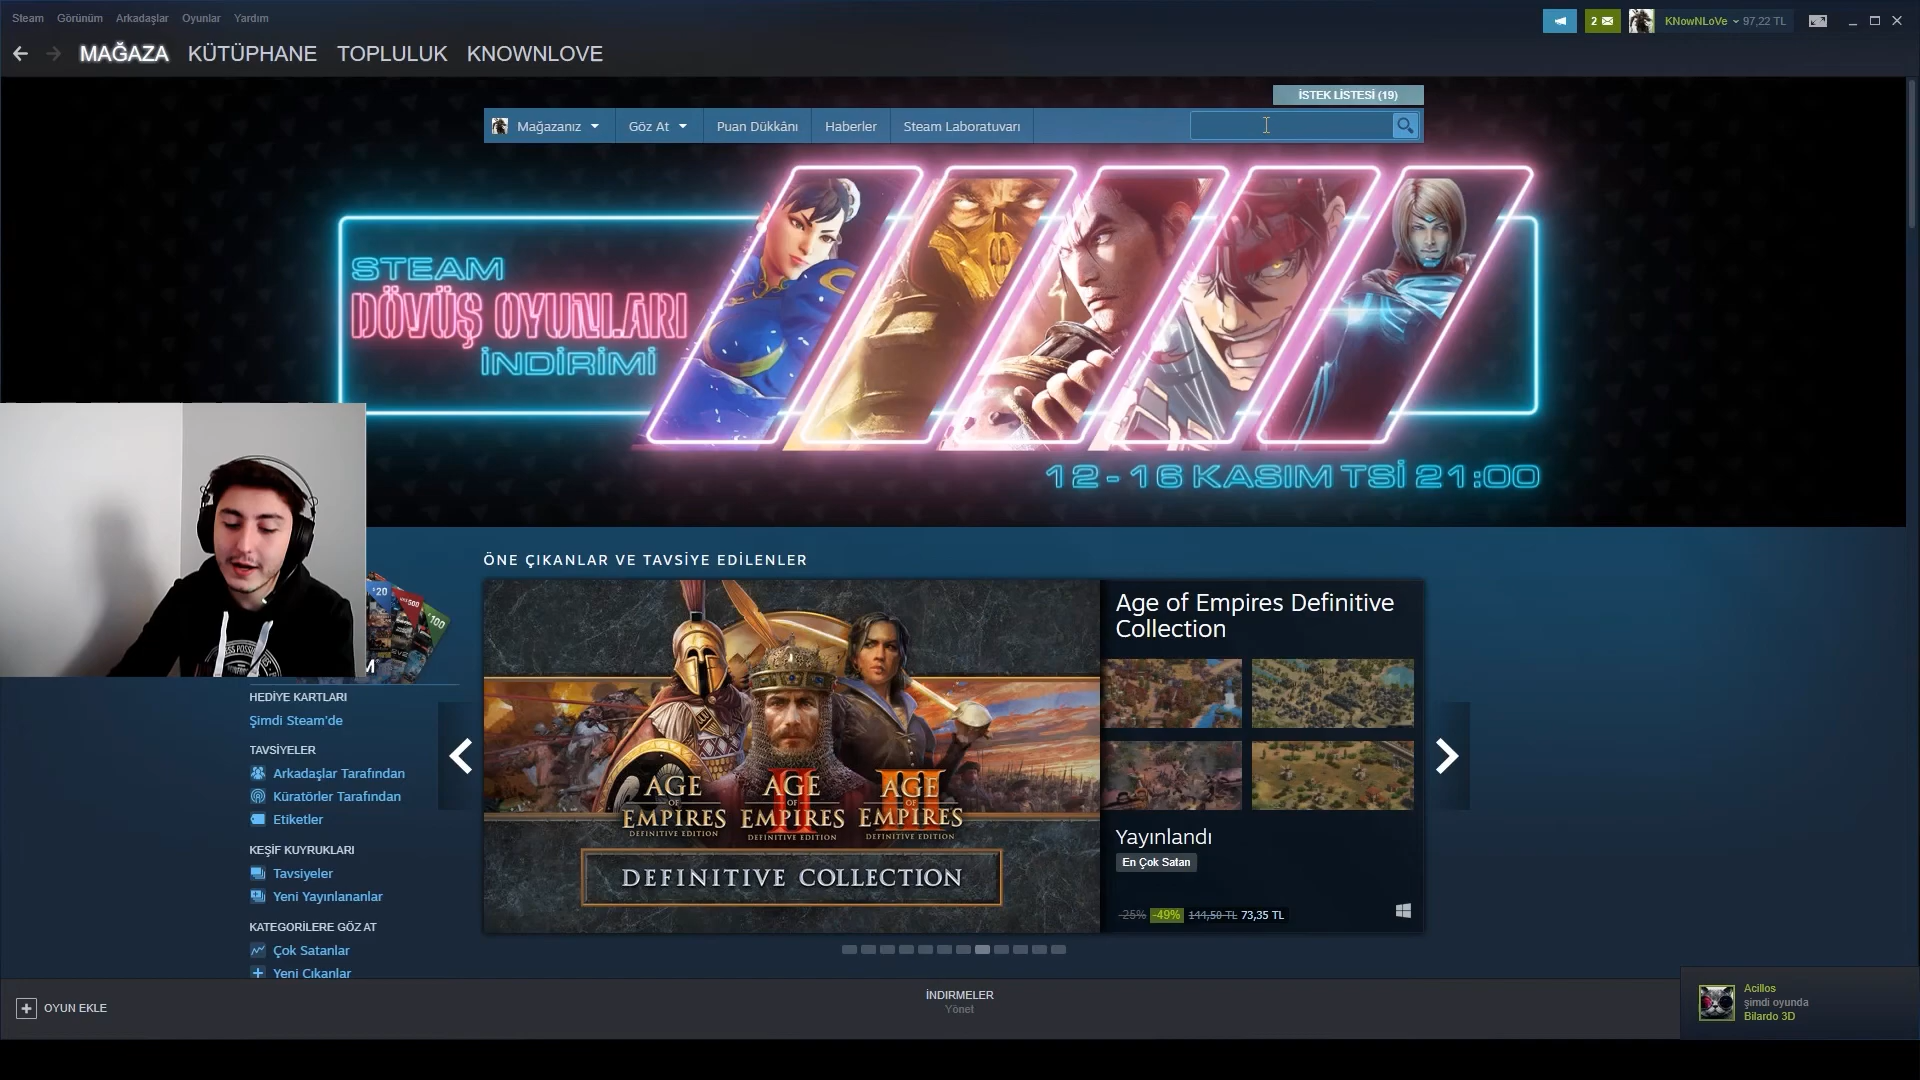 Steam Görünüm Arkadaşlar Oyunlar Yardım
2
KNowNLoVe 97,22 TL
MAĞAZA KÜTÜPHANE TOPLULUK KNOWNLOVE
İSTEK LİSTESİ (19)
Mağazanız Göz At Puan Dükkânı Haberler Steam Laboratuvarı
STEAM
DÖVÜŞ OYUNLARI
İNDİRİMİ
12-16 KASIM TSİ 21:00
ÖNE ÇIKANLAR VE TAVSİYE EDİLENLER
Age of Empires Definitive
Collection
AGE OF EMPIRES DEFINITIVE EDITION
AGE OF EMPIRES II DEFINITIVE EDITION
AGE OF EMPIRES III DEFINITIVE EDITION
DEFINITIVE COLLECTION
Yayınlandı
En Çok Satan
-25% -49% 144,50 TL 73,35 TL
HEDİYE KARTLARI
Şimdi Steam'de
TAVSİYELER
Arkadaşlar Tarafından
Küratörler Tarafından
Etiketler
KEŞİF KUYRUKLARI
Tavsiyeler
Yeni Yayınlananlar
KATEGORİLERE GÖZ AT
Çok Satanlar
Yeni Çıkanlar
OYUN EKLE
İNDİRMELER
Yönet
Acillos
şimdi oyunda
Bilardo 3D